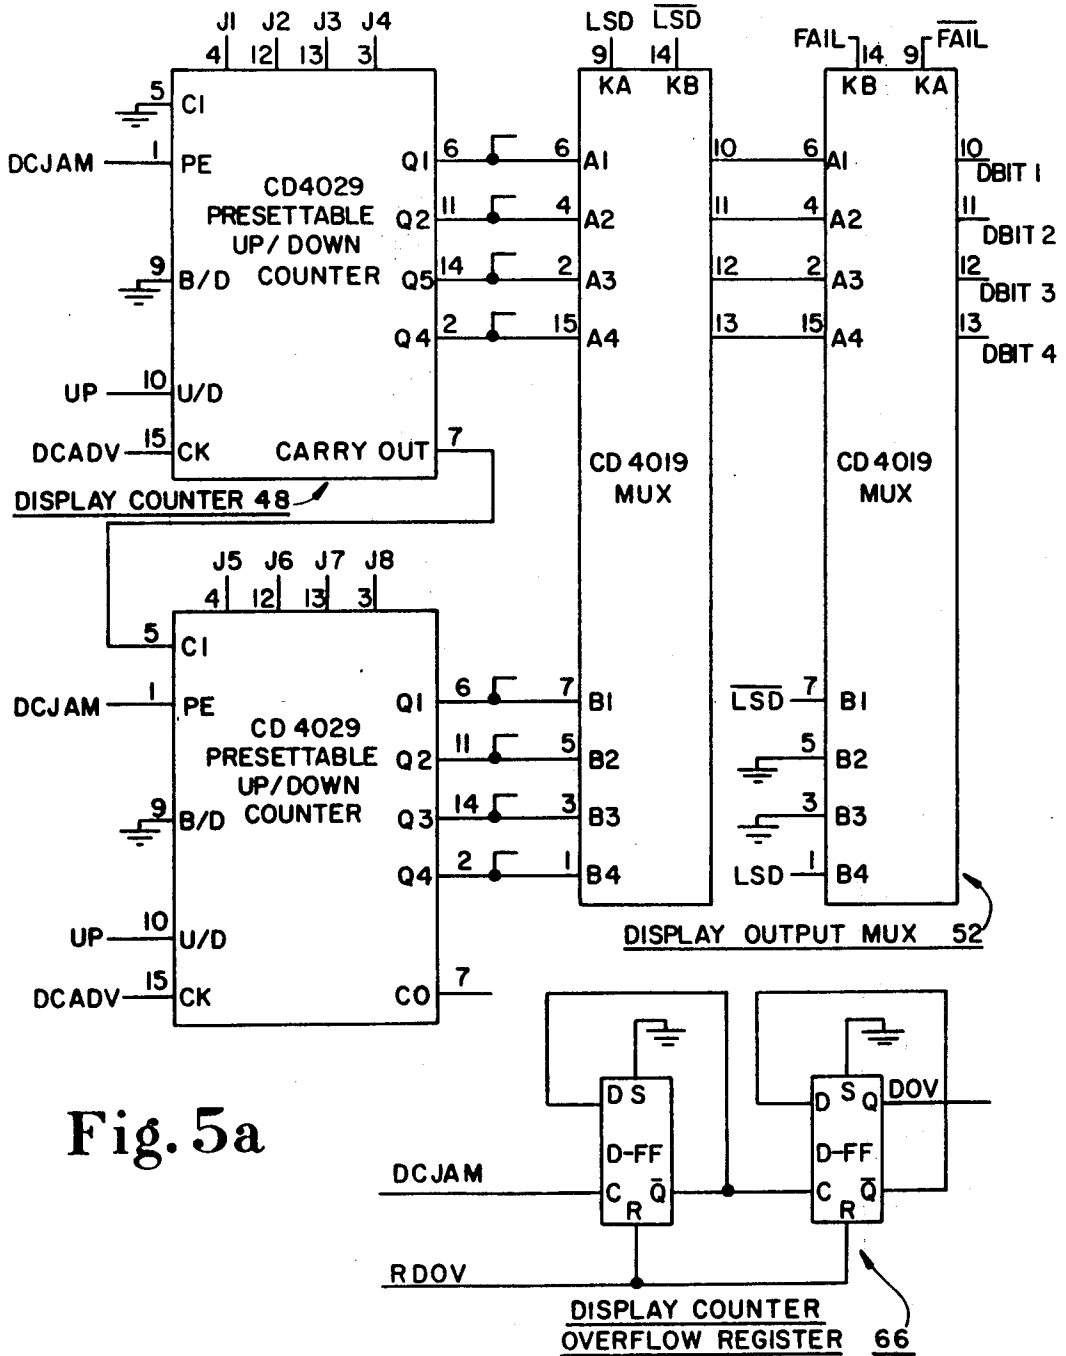 J1 J2 J3 J4
4 12 13 3
LSD L̅S̅D̅
9 14
KA KB
FAIL F̅A̅I̅L̅
14 9
KB KA
5 CI
DCJAM 1 PE
CD4029
PRESETTABLE
UP/DOWN
COUNTER
9 B/D
UP 10 U/D
DCADV 15 CK
Q1 6
Q2 11
Q5 14
Q4 2
CARRY OUT 7
DISPLAY COUNTER 48
6 A1 10
4 A2 11
2 A3 12
15 A4 13
CD4019
MUX
6 A1 10 DBIT 1
4 A2 11 DBIT 2
2 A3 12 DBIT 3
15 A4 13 DBIT 4
CD4019
MUX
J5 J6 J7 J8
4 12 13 3
5 CI
DCJAM 1 PE
CD4029
PRESETTABLE
UP/DOWN
COUNTER
9 B/D
UP 10 U/D
DCADV 15 CK
Q1 6
Q2 11
Q3 14
Q4 2
CO 7
7 B1
5 B2
3 B3
1 B4
L̅S̅D̅ 7 B1
5 B2
3 B3
LSD 1 B4
DISPLAY OUTPUT MUX 52
D S
D-FF
C Q̅
R
D S Q DOV
D-FF
C Q̅
R
DCJAM
RDOV
DISPLAY COUNTER
OVERFLOW REGISTER 66
Fig. 5a